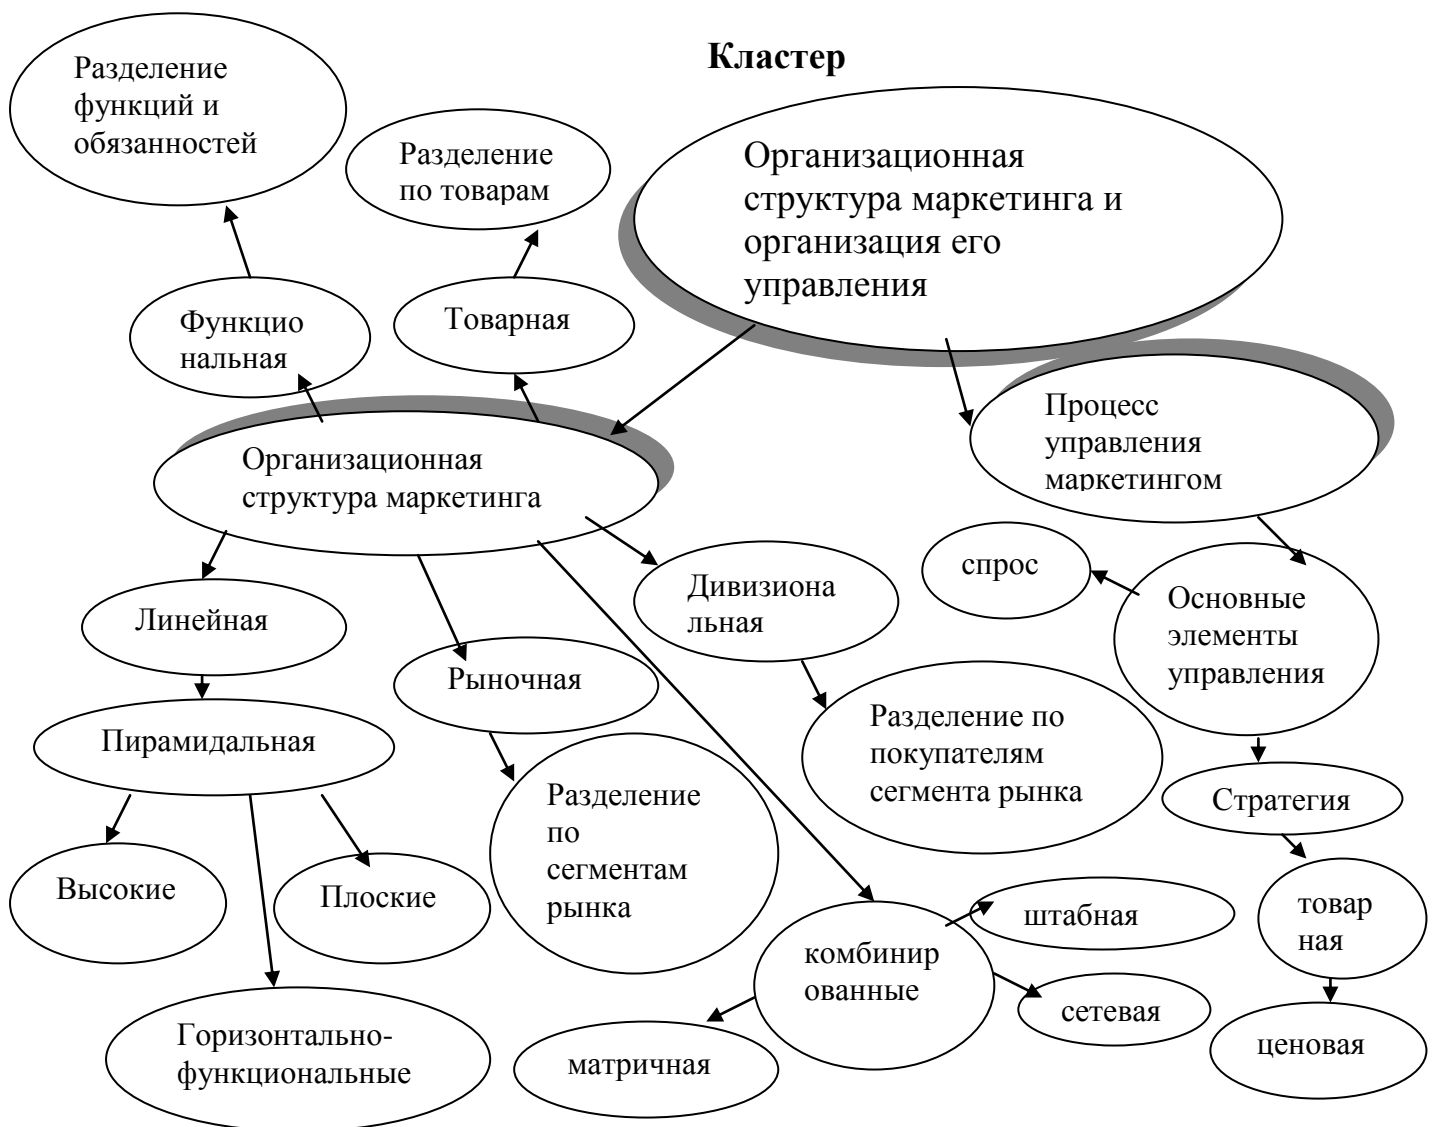 Кластер
Разделение
функций и
обязанностей
Разделение
по товарам
Организационная
структура маркетинга и
организация его
управления
Функцио
нальная
Товарная
Процесс
управления
маркетингом
Организационная
структура маркетинга
спрос
Основные
элементы
управления
Дивизиона
льная
Линейная
Рыночная
Пирамидальная
Разделение по
покупателям
сегмента рынка
Стратегия
Разделение
по
сегментам
рынка
Высокие
Плоские
штабная
товар
ная
комбинир
ованные
сетевая
Горизонтально-
функциональные
матричная
ценовая